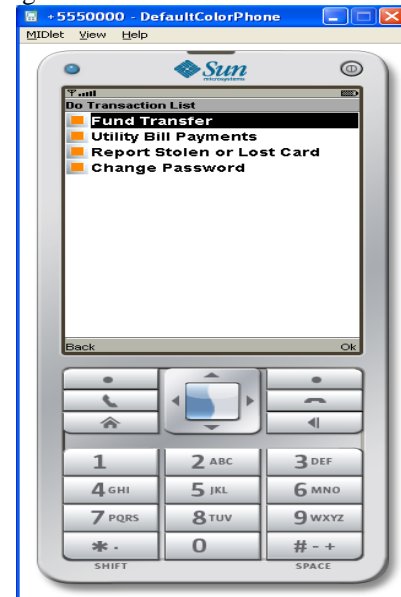 +5550000 - DefaultColorPhone
MIDlet View Help
Sun
microsystems
Do Transaction List
Fund Transfer
Utility Bill Payments
Report Stolen or Lost Card
Change Password
Back Ok
1 2 ABC 3 DEF
4 GHI 5 JKL 6 MNO
7 PQRS 8 TUV 9 WXYZ
* . 0 # - +
SHIFT SPACE